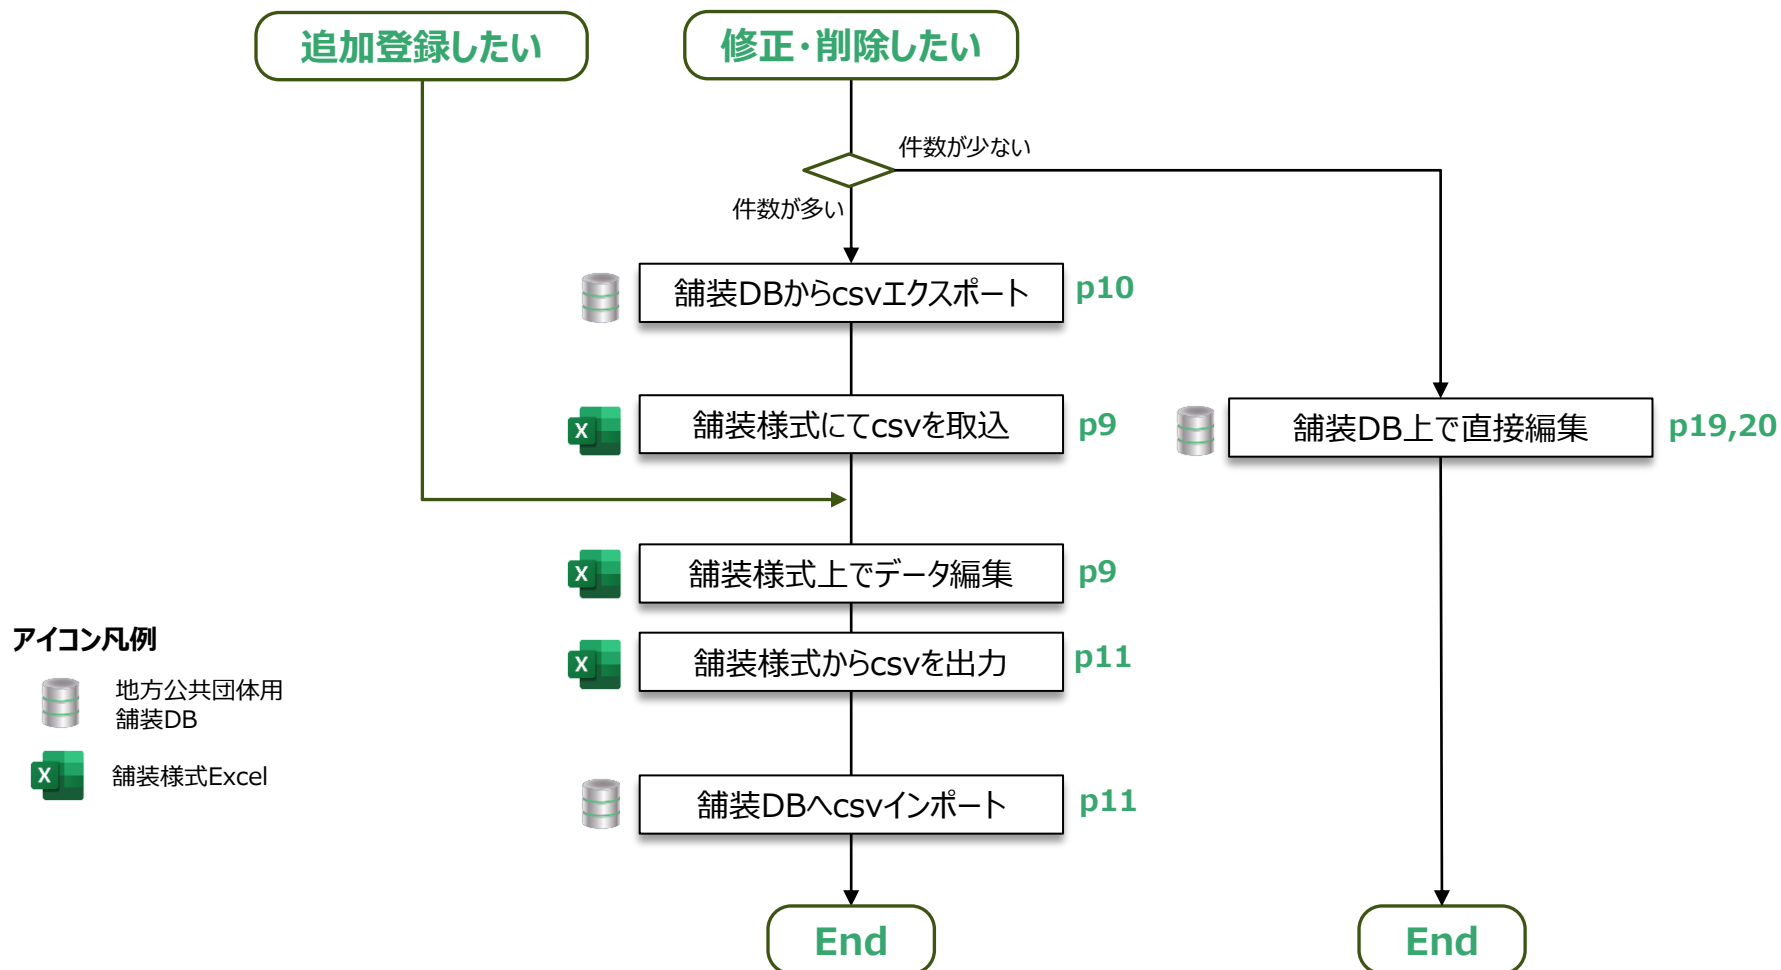 追加登録したい
修正・削除したい
件数が少ない
件数が多い
舗装DBからcsvエクスポート
p10
舗装様式にてcsvを取込
p9
舗装DB上で直接編集
p19,20
舗装様式上でデータ編集
p9
舗装様式からcsvを出力
p11
アイコン凡例
地方公共団体用
舗装DB
舗装様式Excel
舗装DBへcsvインポート
p11
End
End